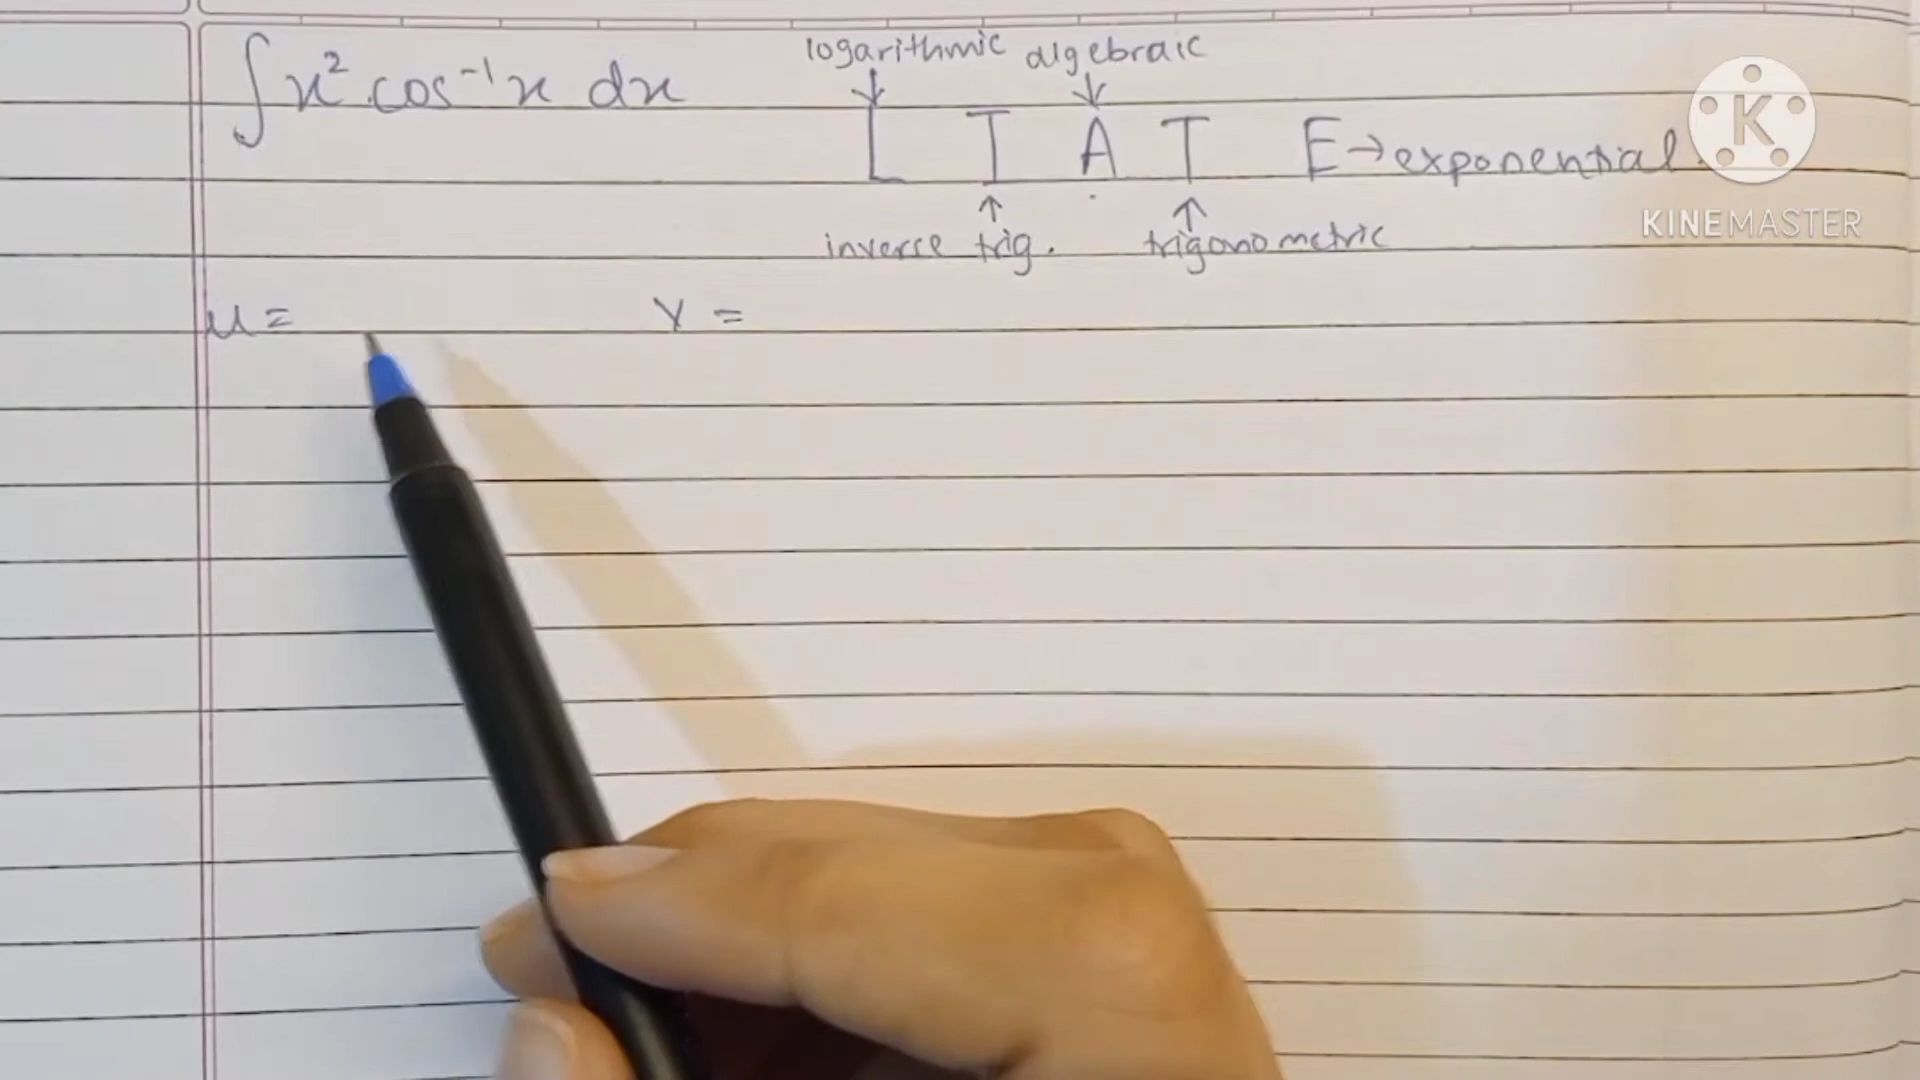 ∫x² cos⁻¹x dx
logarithmic algebraic
L I A T E → exponential.
inverse trig. trigonometric
u = v =
K
KINEMASTER